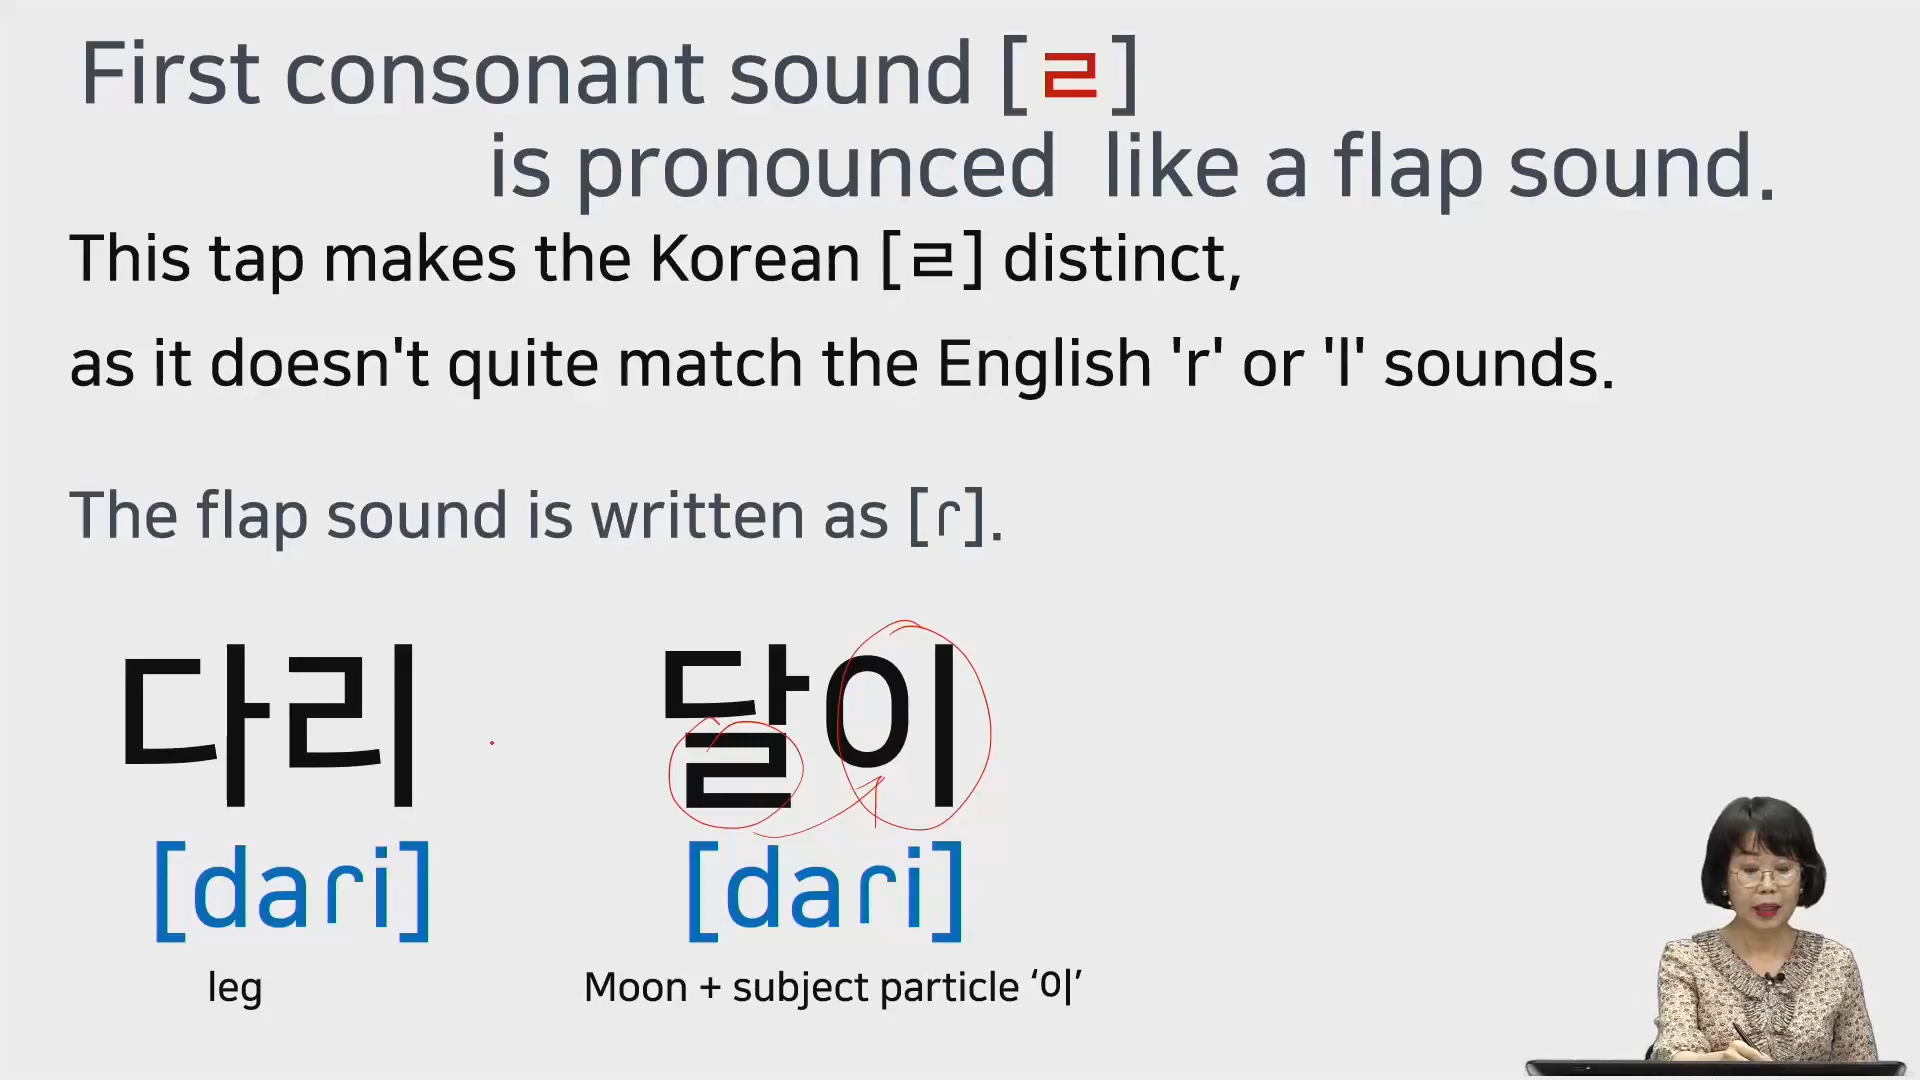 First consonant sound [ㄹ]
is pronounced like a flap sound.
This tap makes the Korean [ㄹ] distinct,
as it doesn't quite match the English 'r' or 'l' sounds.
The flap sound is written as [ɾ].
다리 달이
[daɾi] [daɾi]
leg Moon + subject particle ‘이’